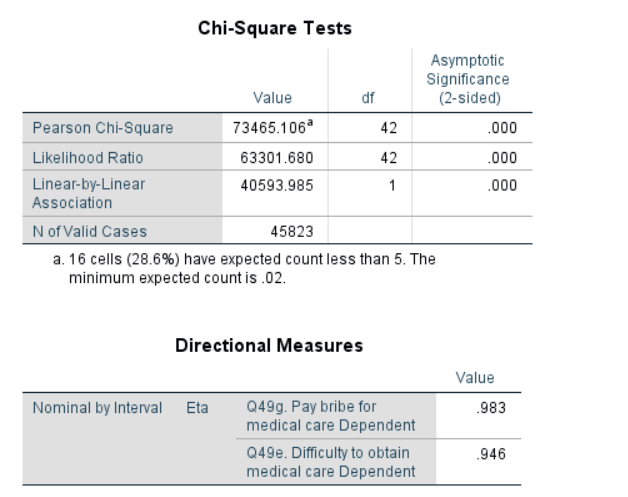 Chi-Square Tests
Value df Asymptotic Significance (2-sided)
Pearson Chi-Square 73465.106a 42 .000
Likelihood Ratio 63301.680 42 .000
Linear-by-Linear Association 40593.985 1 .000
N of Valid Cases 45823
a. 16 cells (28.6%) have expected count less than 5. The
minimum expected count is .02.
Directional Measures
Value
Nominal by Interval Eta Q49g. Pay bribe for medical care Dependent .983
Q49e. Difficulty to obtain medical care Dependent .946